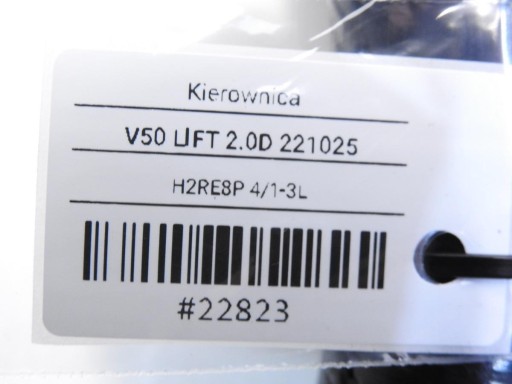 Kierownica
V50 LIFT 2.0D 221025
H2RE8P 4/1-3L
#22823